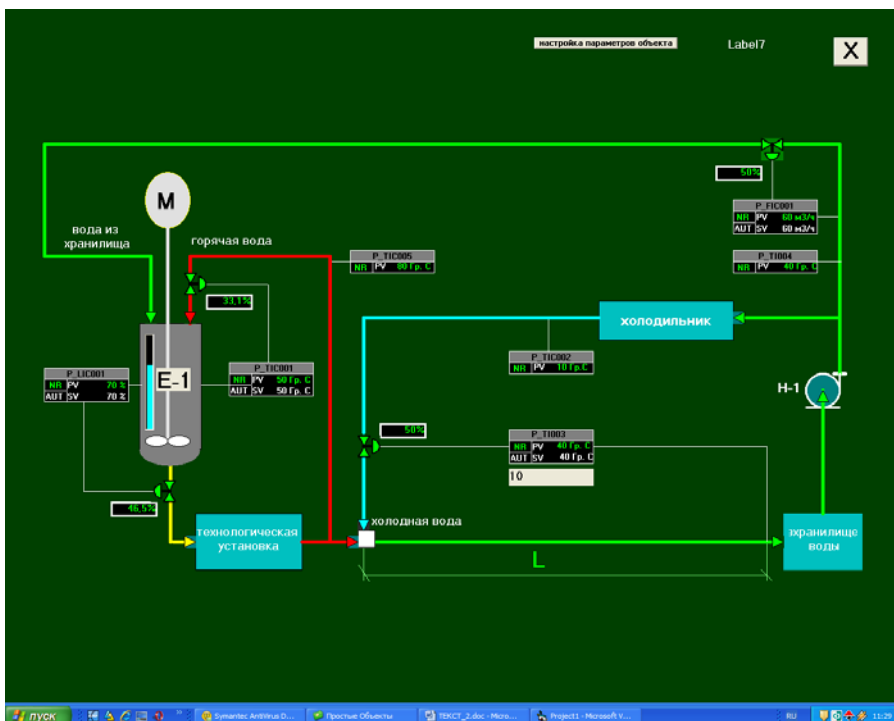 настройка параметров объекта
Label7
X
50%
P_FIC001
NR PV 60 м3/ч
AUT SV 60 м3/ч
M
вода из
хранилища
горячая вода
P_TIC005
NR PV 80 Гр. С
P_TI004
NR PV 40 Гр. С
33,1%
холодильник
P_LIC001
NR PV 70 %
AUT SV 70 %
E-1
P_TIC001
NR PV 50 Гр. С
AUT SV 50 Гр. С
P_TIC002
NR PV 10 Гр.С
Н-1
50%
P_TI003
NR PV 40 Гр. С
AUT SV 40 Гр. С
10
46,5%
технологическая
установка
холодная вода
L
хранилище
воды
пуск
Symantec AntiVirus D...
Простые Объекты
ТЕКСТ_2.doc - Micro...
Project1 - Microsoft V...
RU